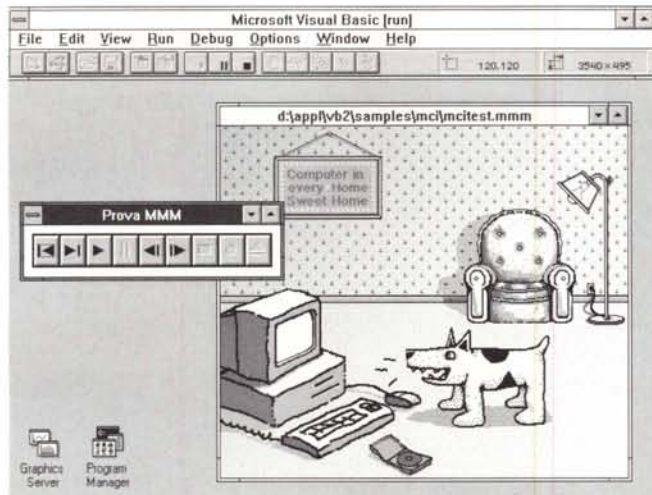 Microsoft Visual Basic [run]
File Edit View Run Debug Options Window Help
120,120
3540×495
d:\appl\vb2\samples\mci\mcitest.mmm
Computer in
every Home
Sweet Home
Prova MMM
Graphics
Server
Program
Manager